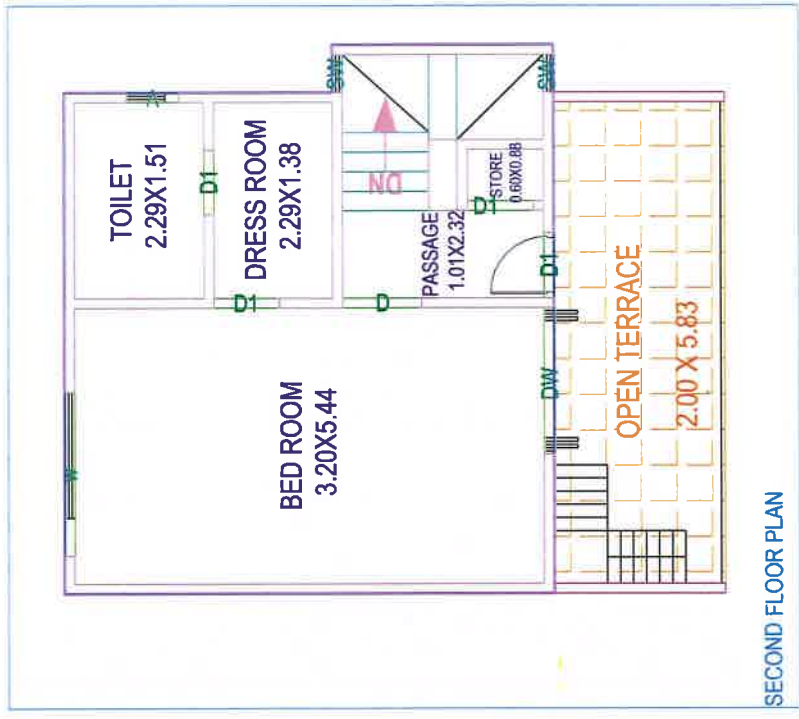 SW
TOILET
2.29X1.51
D1
DRESS ROOM
2.29X1.38
DN
STORE
0.60X0.88
D1
SW
PASSAGE
1.01X2.32
D1
D1
D
W
BED ROOM
3.20X5.44
DW
OPEN TERRACE
2.00 X 5.83
SECOND FLOOR PLAN